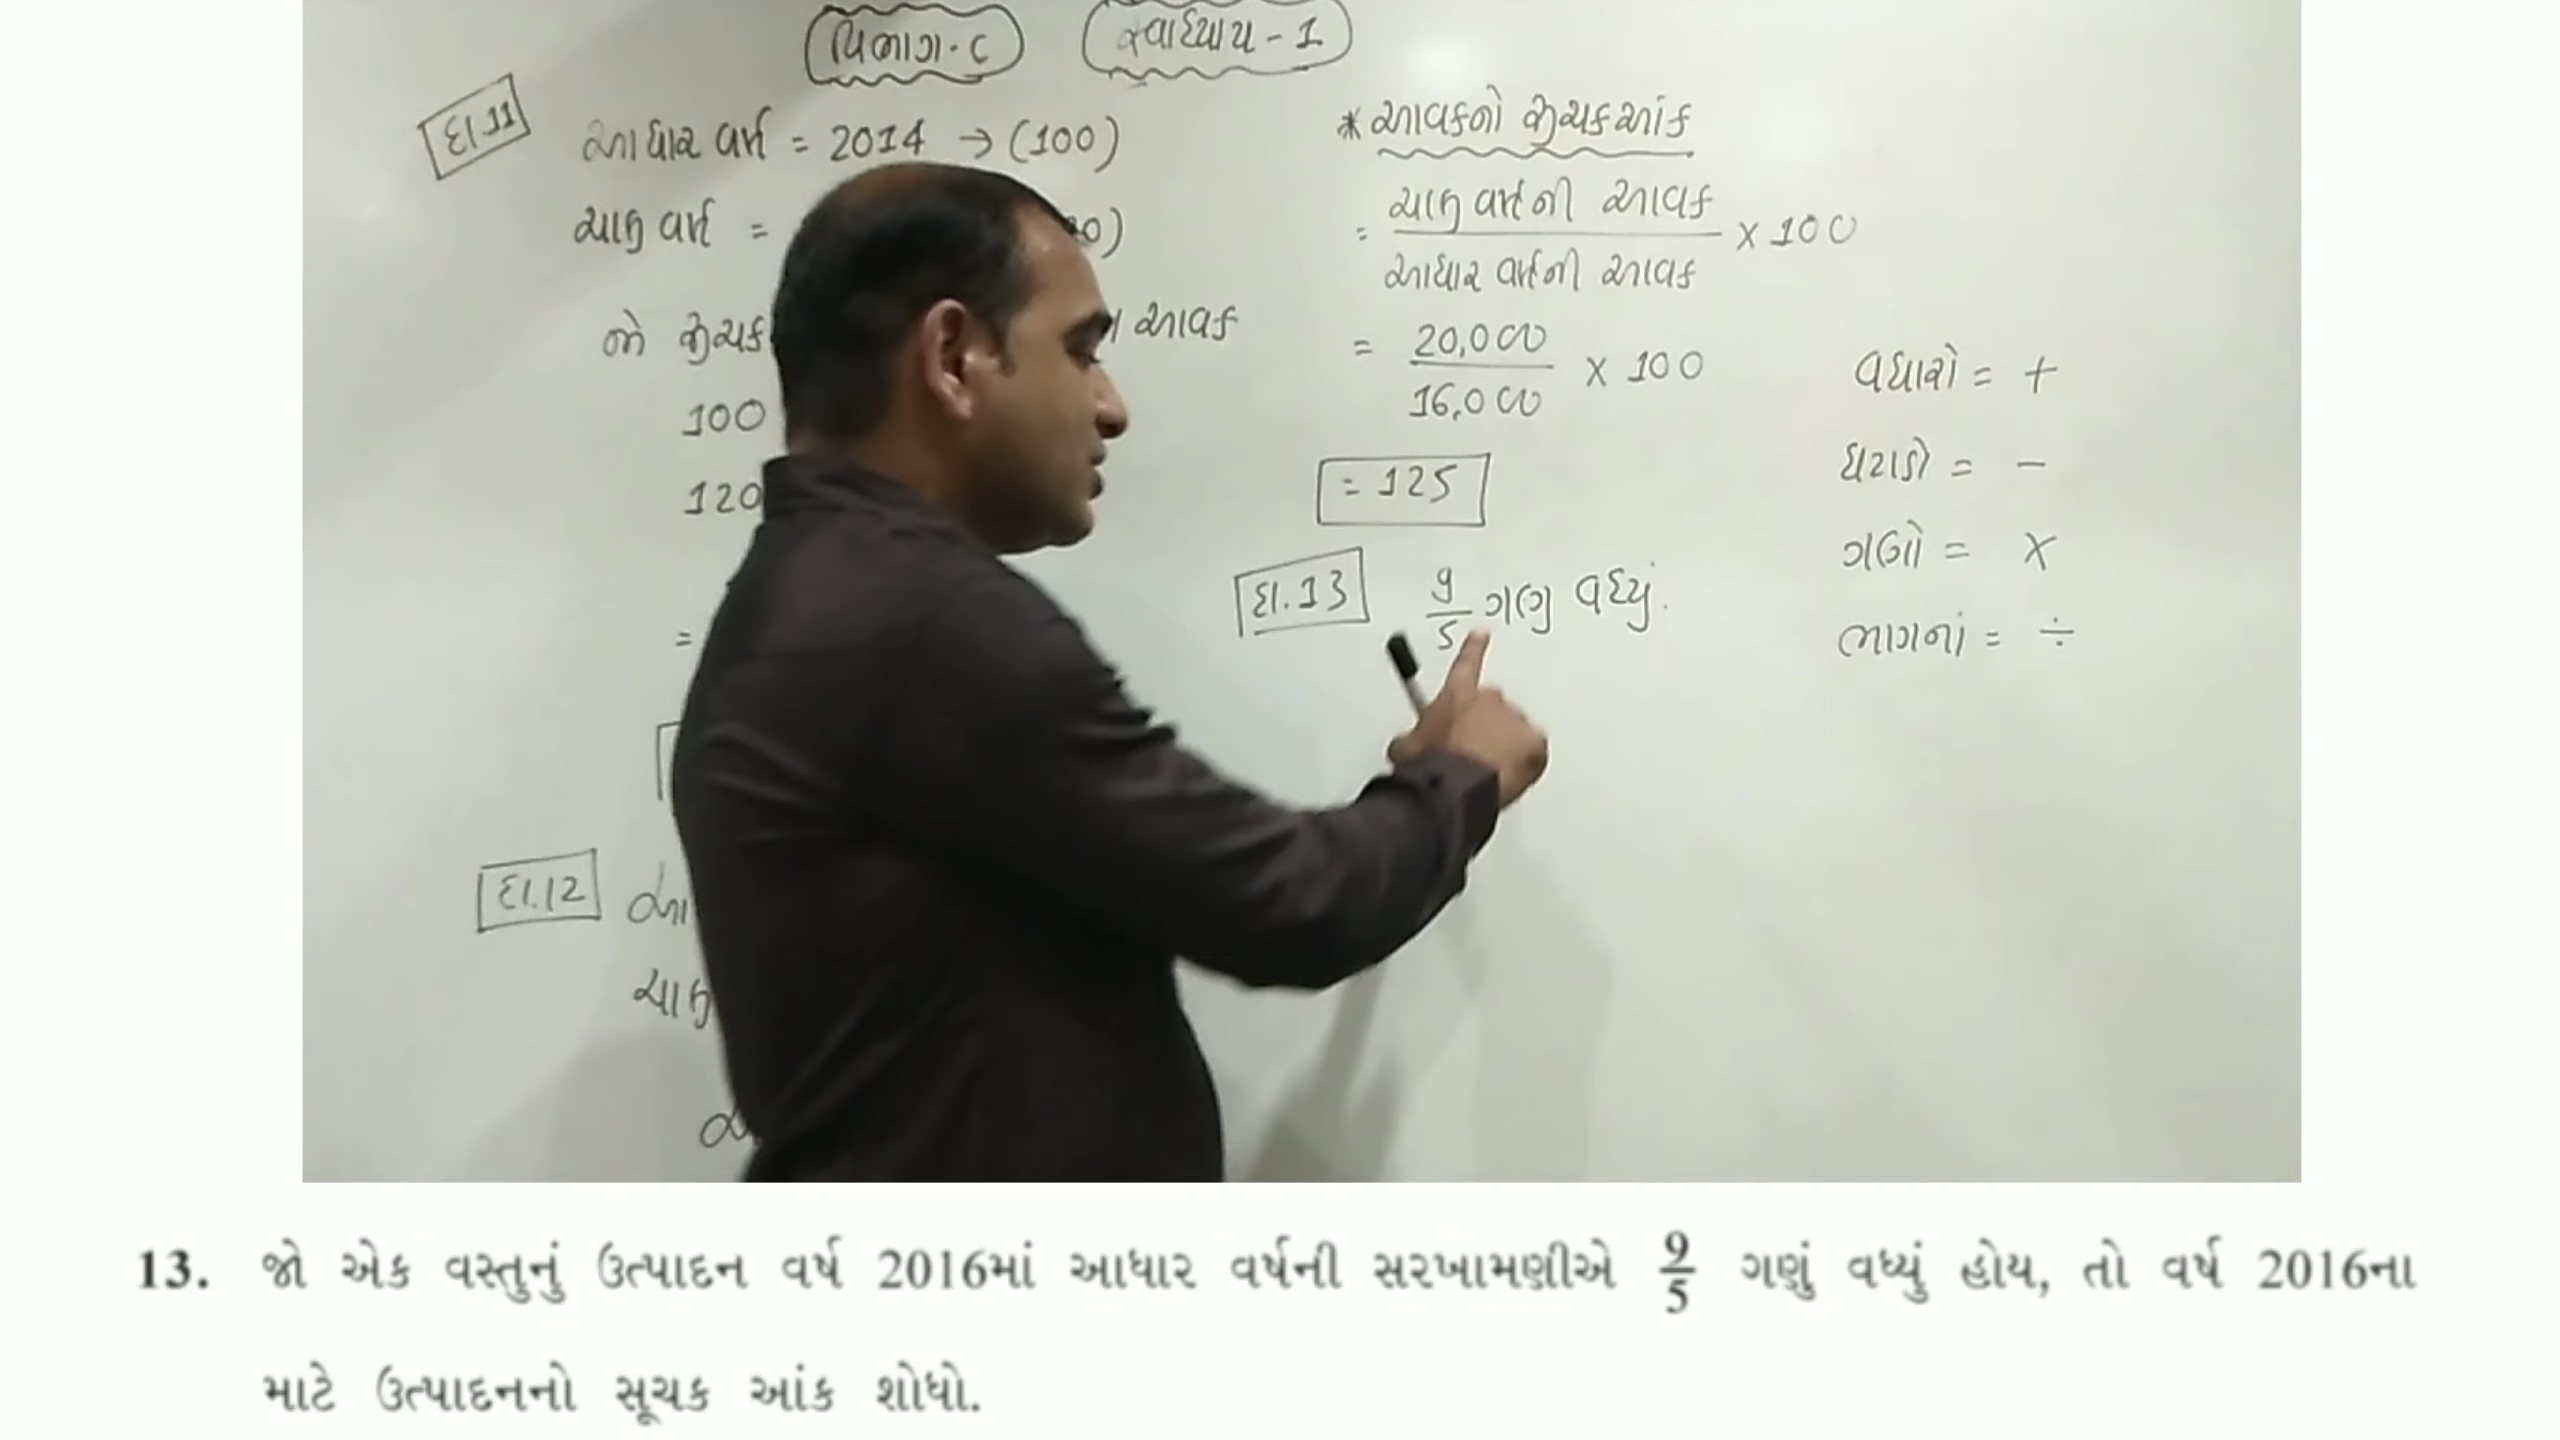 વિભાગ-C
સ્વાધ્યાય-1
દા.11
આધાર વર્ષ = 2014 → (100)
ચાલુ વર્ષ = 0)
જો સૂચક આવક
100
120
=
દા.12
ચાલુ
* આવકનો સૂચકઆંક
= ચાલુ વર્ષની આવક / આધાર વર્ષની આવક × 100
= 20,000 / 16,000 × 100
= 125
દા.13 9/5 ગણુ વધ્યું.
વધારો = +
ઘટાડો = −
ગણો = ×
ભાગનાં = ÷
13. જો એક વસ્તુનું ઉત્પાદન વર્ષ 2016માં આધાર વર્ષની સરખામણીએ 9/5 ગણું વધ્યું હોય, તો વર્ષ 2016ના
માટે ઉત્પાદનનો સૂચક આંક શોધો.